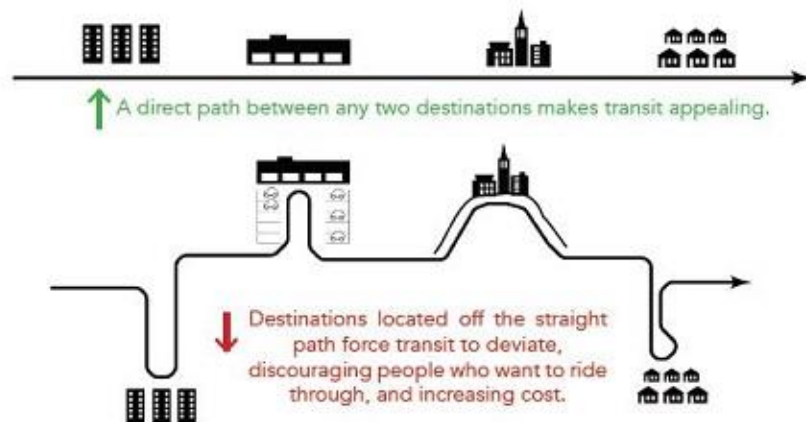 A direct path between any two destinations makes transit appealing.
Destinations located off the straight
path force transit to deviate,
discouraging people who want to ride
through, and increasing cost.